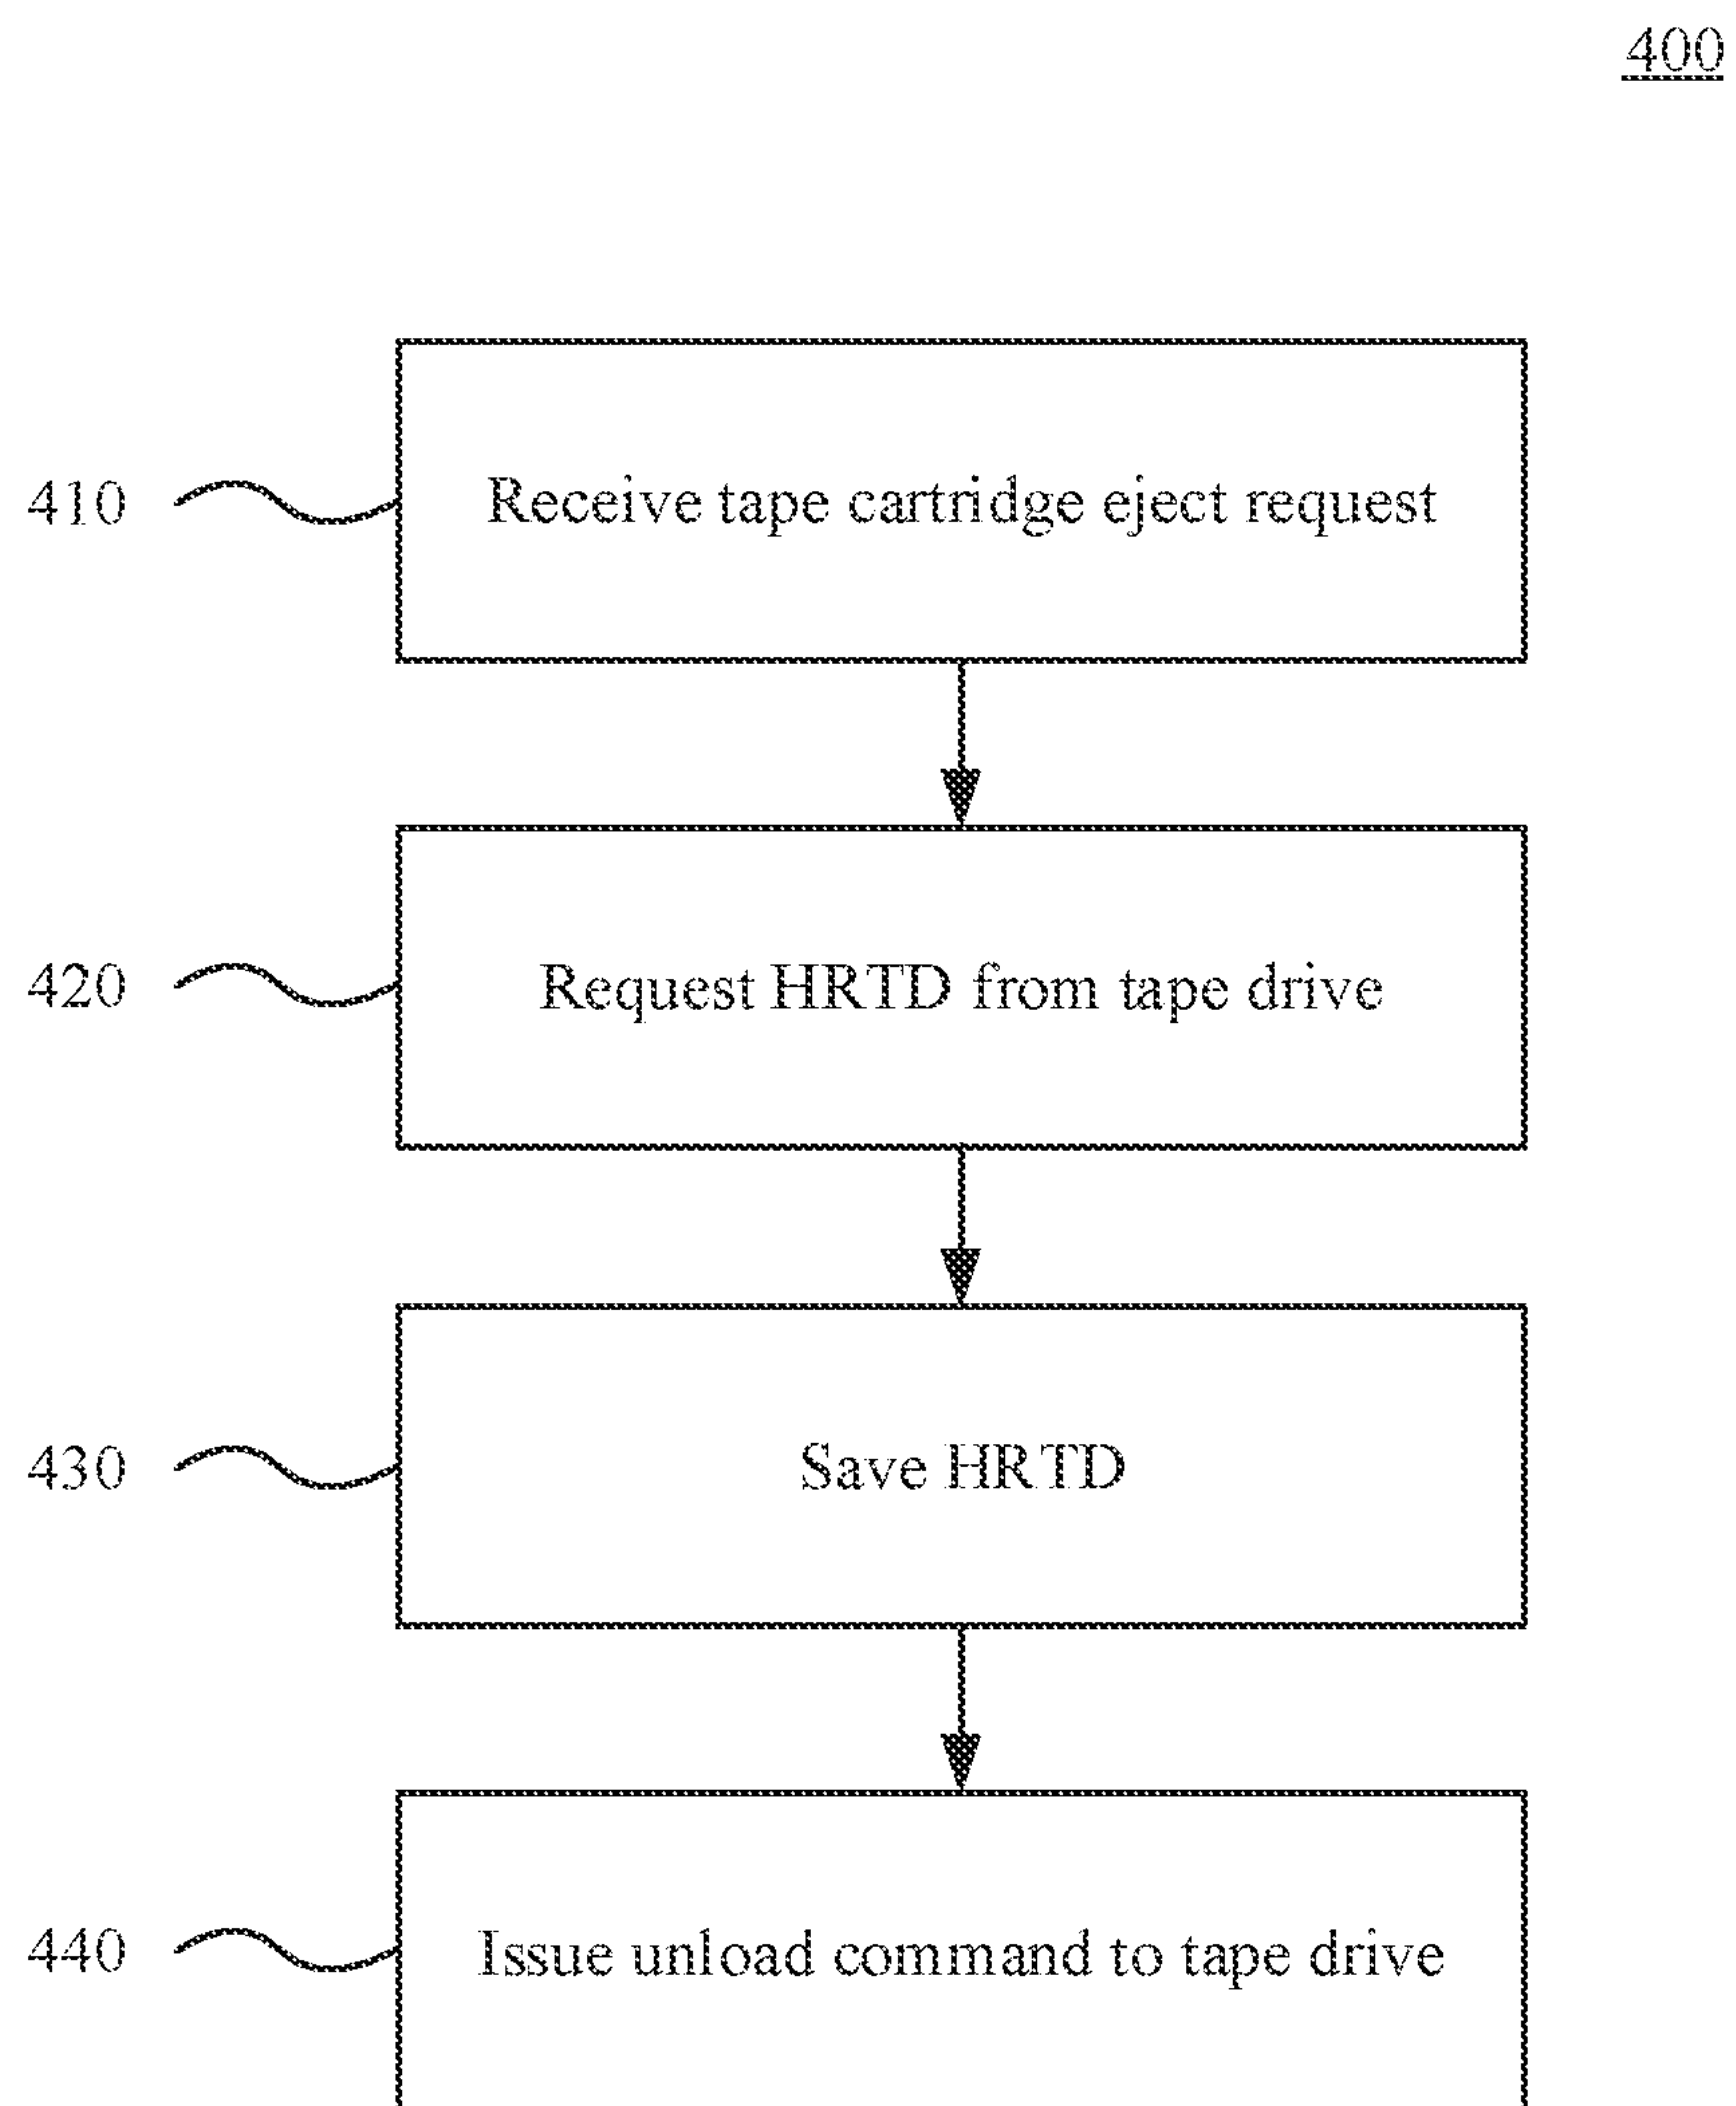 400
410 Receive tape cartridge eject request
420 Request HRTD from tape drive
430 Save HRTD
440 Issue unload command to tape drive